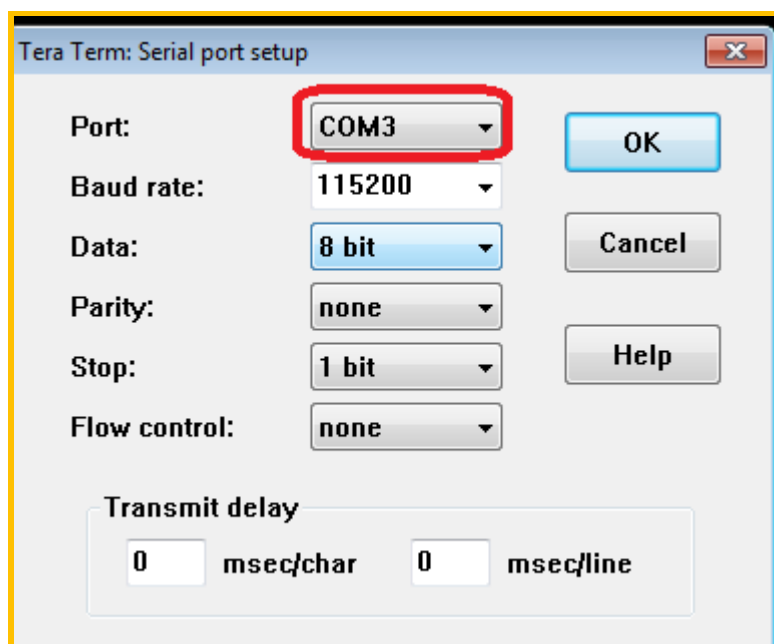 Tera Term: Serial port setup
Port: COM3 OK
Baud rate: 115200
Data: 8 bit Cancel
Parity: none
Stop: 1 bit Help
Flow control: none
Transmit delay
0 msec/char 0 msec/line